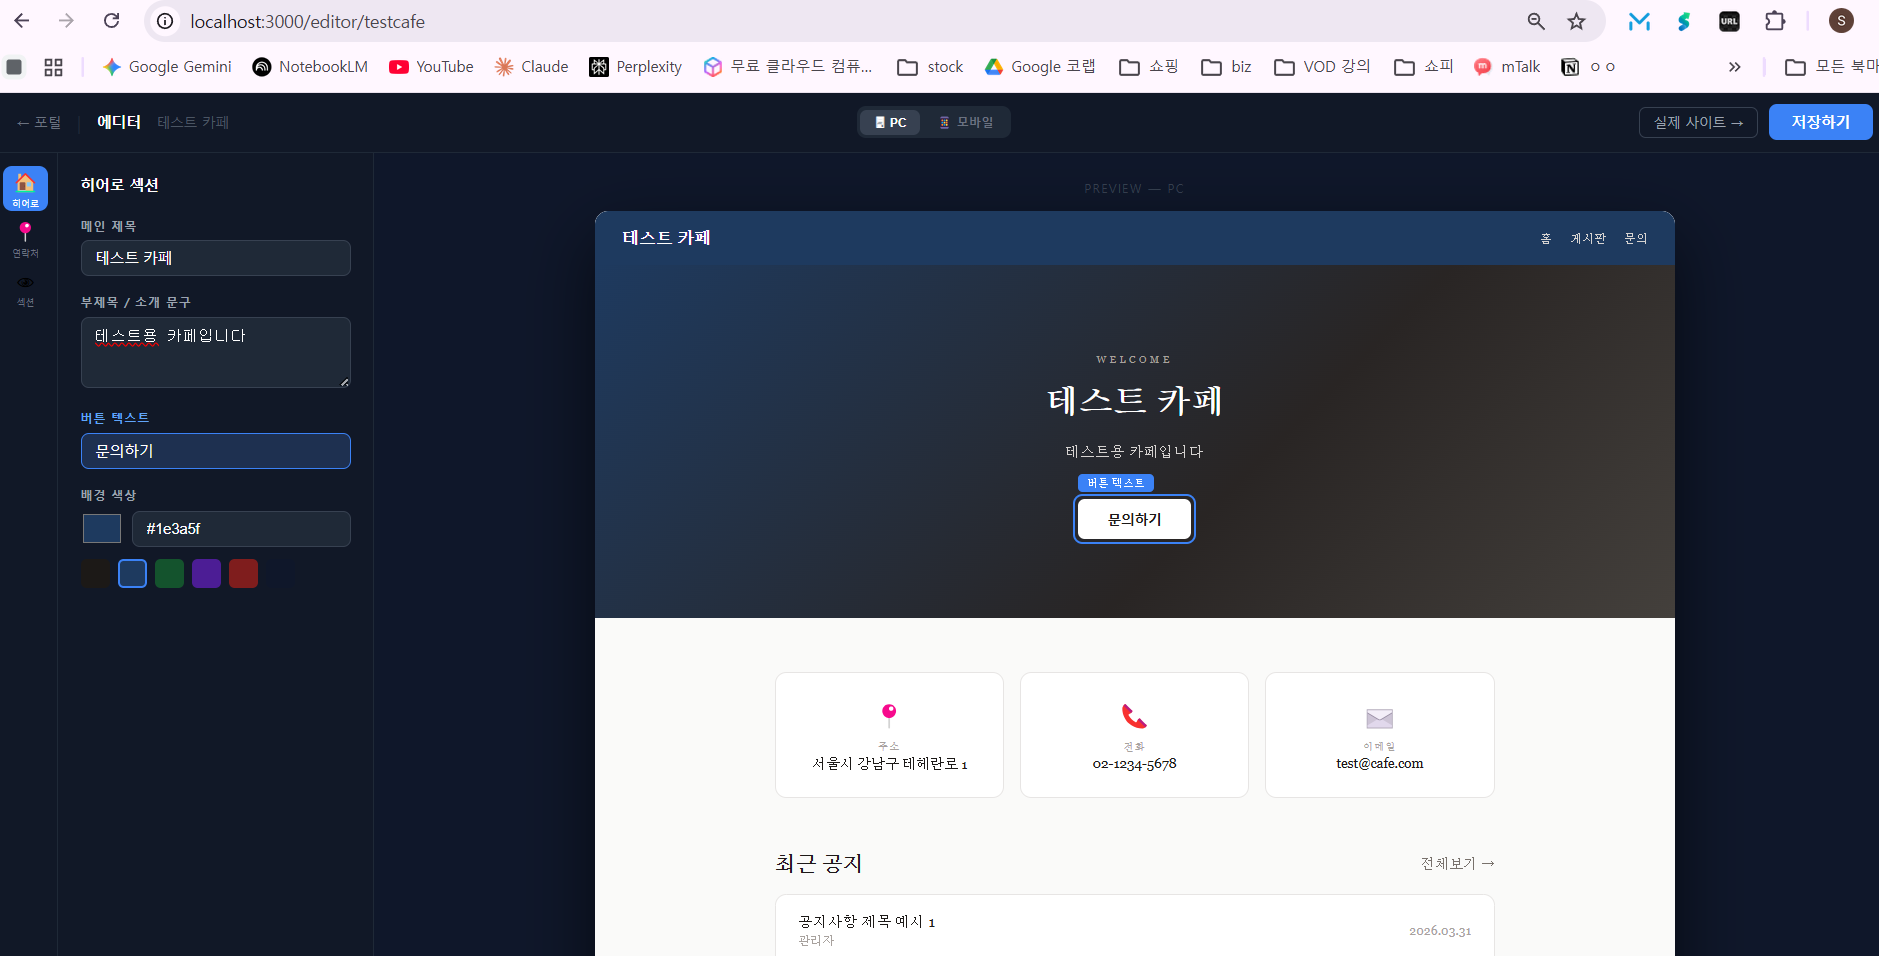 localhost:3000/editor/testcafe
S
Google Gemini NotebookLM YouTube Claude Perplexity 무료 클라우드 컴퓨... stock Google 코랩 쇼핑 biz VOD 강의 쇼피 mTalk ㅇㅇ » 모든 북마
URL
← 포털 에디터 테스트 카페 PC 모바일 실제 사이트 → 저장하기
히어로
연락처
섹션
히어로 섹션
메인 제목
테스트 카페
부제목 / 소개 문구
테스트용 카페입니다
버튼 텍스트
문의하기
배경 색상
#1e3a5f
PREVIEW — PC
테스트 카페 홈 게시판 문의
WELCOME
테스트 카페
테스트용 카페입니다
버튼 텍스트
문의하기
주소
서울시 강남구 테헤란로 1
전화
02-1234-5678
이메일
test@cafe.com
최근 공지 전체보기 →
공지사항 제목 예시 1
관리자
2026.03.31